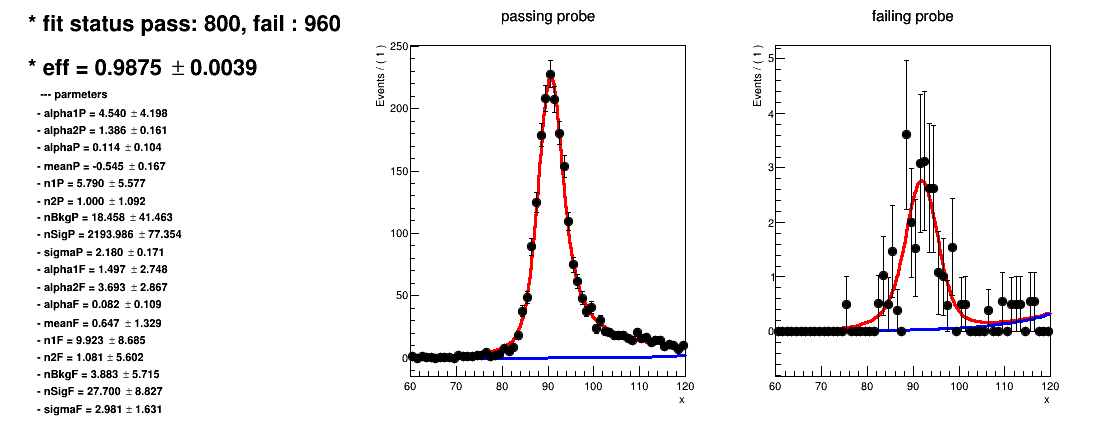 * fit status pass: 800, fail : 960
* eff = 0.9875 ± 0.0039
--- parmeters
- alpha1P = 4.540 ± 4.198
- alpha2P = 1.386 ± 0.161
- alphaP = 0.114 ± 0.104
- meanP = -0.545 ± 0.167
- n1P = 5.790 ± 5.577
- n2P = 1.000 ± 1.092
- nBkgP = 18.458 ± 41.463
- nSigP = 2193.986 ± 77.354
- sigmaP = 2.180 ± 0.171
- alpha1F = 1.497 ± 2.748
- alpha2F = 3.693 ± 2.867
- alphaF = 0.082 ± 0.109
- meanF = 0.647 ± 1.329
- n1F = 9.923 ± 8.685
- n2F = 1.081 ± 5.602
- nBkgF = 3.883 ± 5.715
- nSigF = 27.700 ± 8.827
- sigmaF = 2.981 ± 1.631
passing probe
Events / ( 1 )
250
200
150
100
50
0
60 70 80 90 100 110 120
x
failing probe
Events / ( 1 )
5
4
3
2
1
0
60 70 80 90 100 110 120
x